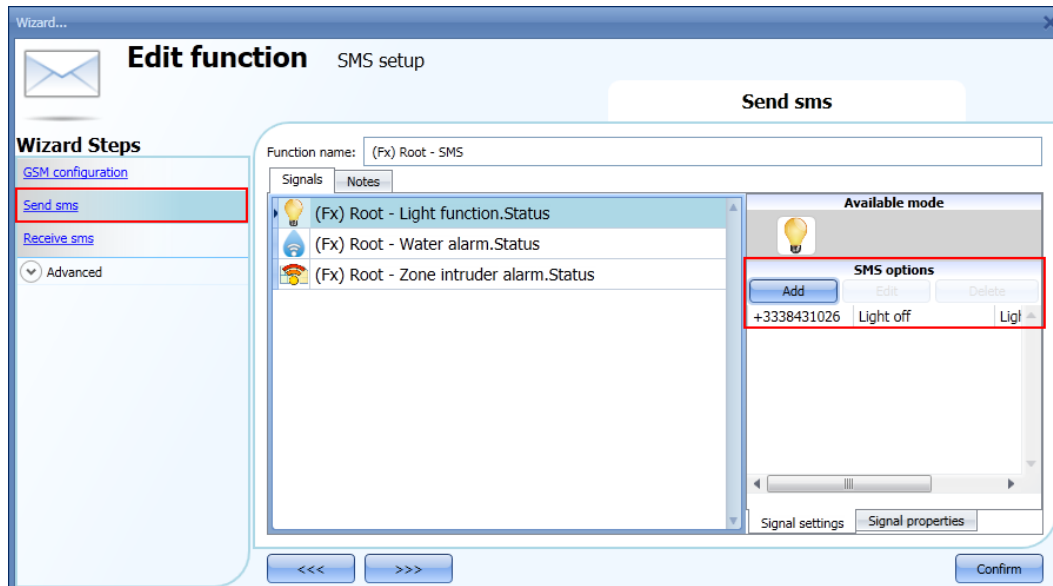 Wizard...
Edit function SMS setup
Send sms
Wizard Steps
GSM configuration
Send sms
Receive sms
Advanced
Function name: (Fx) Root - SMS
Signals Notes
(Fx) Root - Light function.Status
(Fx) Root - Water alarm.Status
(Fx) Root - Zone intruder alarm.Status
Available mode
SMS options
Add Edit Delete
+3338431026 Light off Ligh
Signal settings Signal properties
<<< >>> Confirm